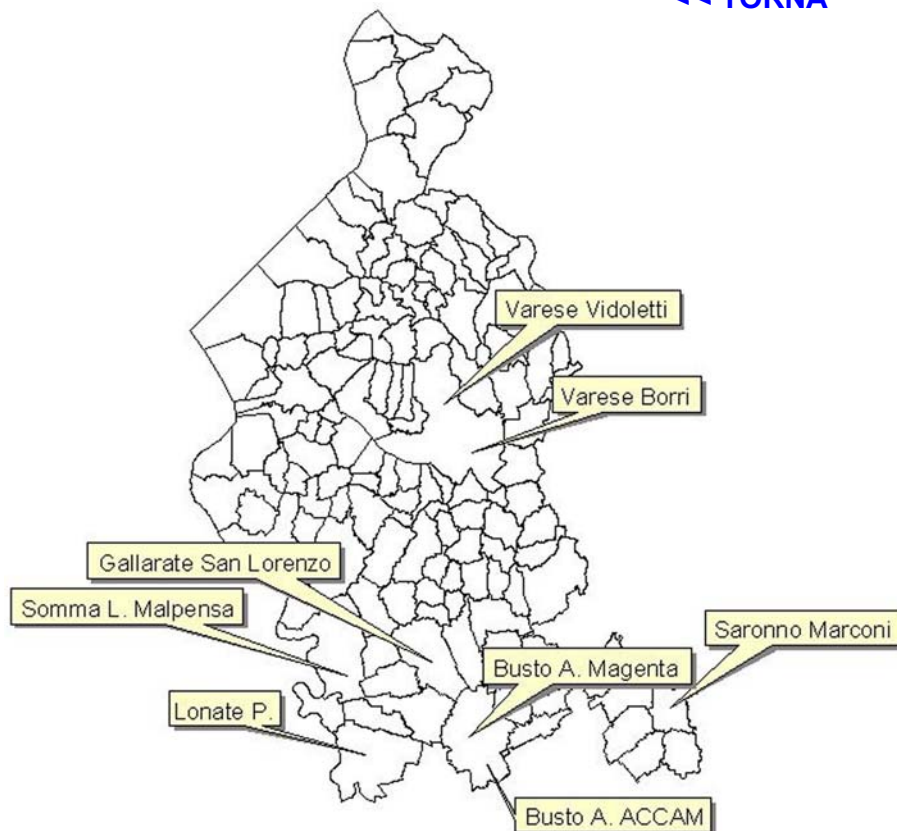 << TORNA
Varese Vidoletti
Varese Borri
Gallarate San Lorenzo
Somma L. Malpensa
Saronno Marconi
Busto A. Magenta
Lonate P.
Busto A. ACCAM